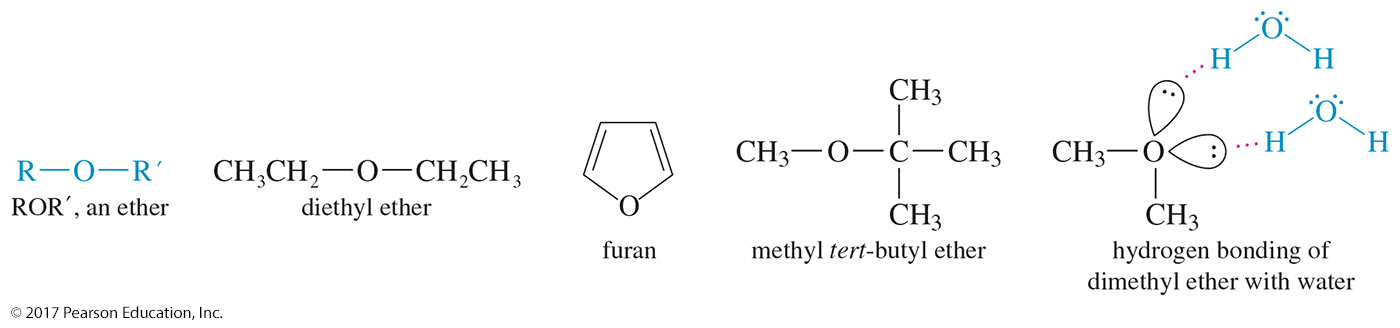 R—O—R′
ROR′, an ether
CH₃CH₂—O—CH₂CH₃
diethyl ether
O
furan
CH₃
CH₃—O—C—CH₃
CH₃
methyl tert-butyl ether
O
H H
O
H H
CH₃—O
CH₃
hydrogen bonding of
dimethyl ether with water
© 2017 Pearson Education, Inc.